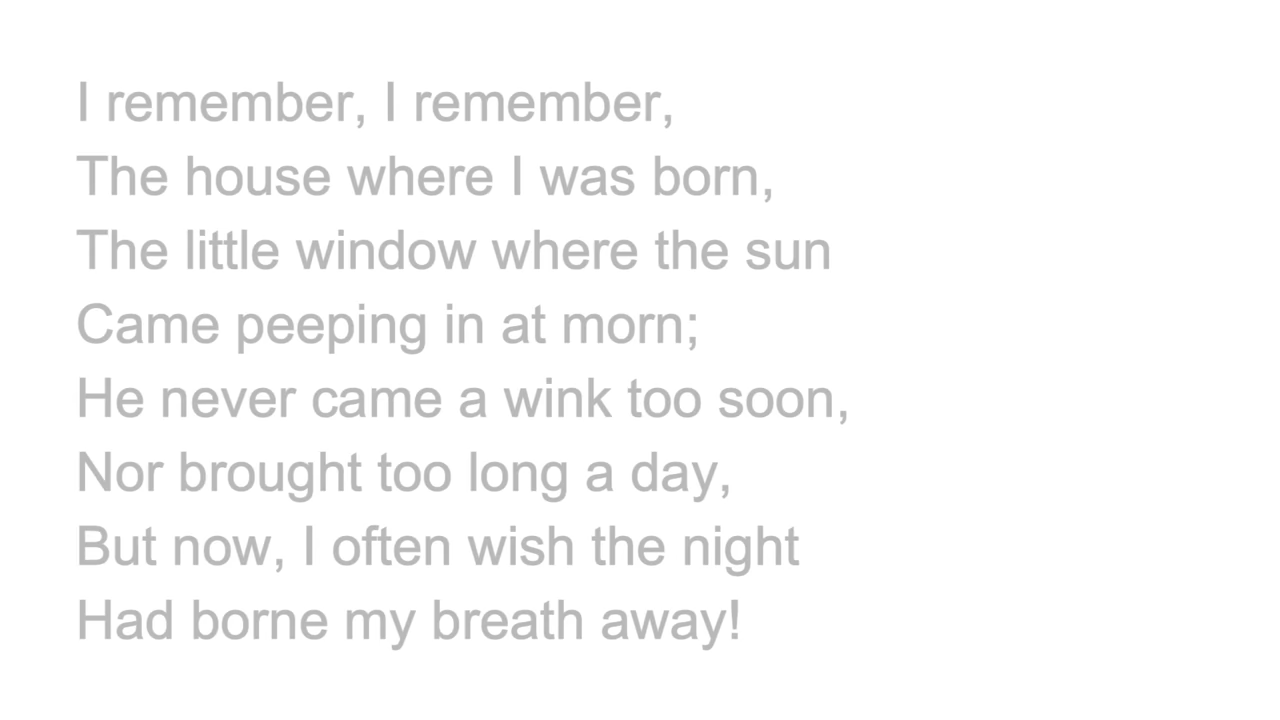 I remember, I remember,
The house where I was born,
The little window where the sun
Came peeping in at morn;
He never came a wink too soon,
Nor brought too long a day,
But now, I often wish the night
Had borne my breath away!